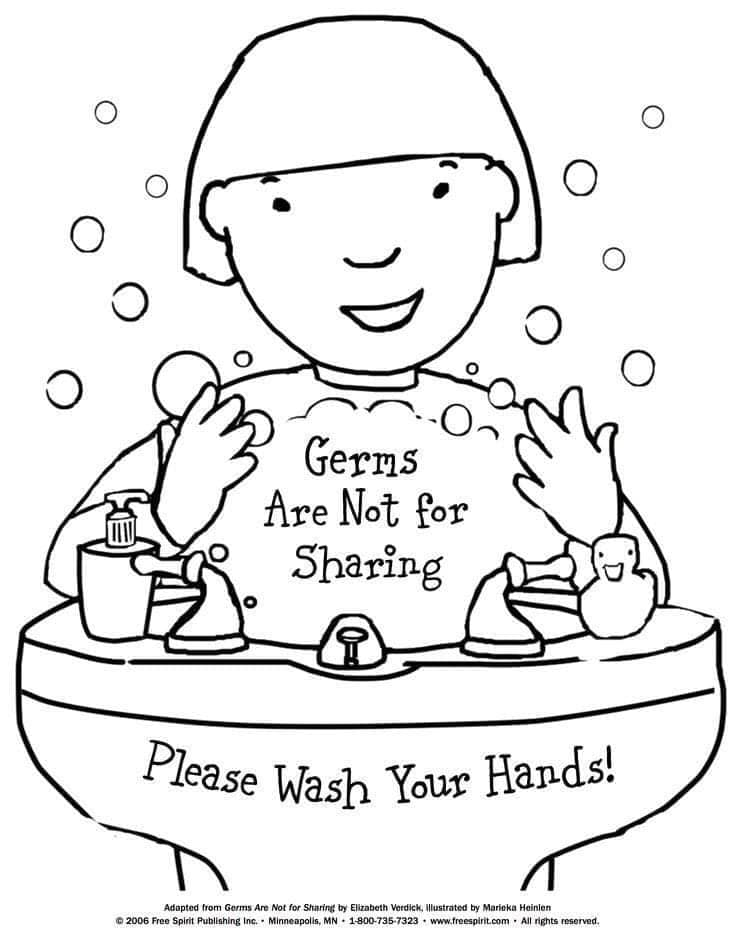 Germs
Are Not for
Sharing
Please Wash Your Hands!
Adapted from Germs Are Not for Sharing by Elizabeth Verdick, illustrated by Marieka Heinlen
© 2006 Free Spirit Publishing Inc. • Minneapolis, MN • 1-800-735-7323 • www.freespirit.com • All rights reserved.